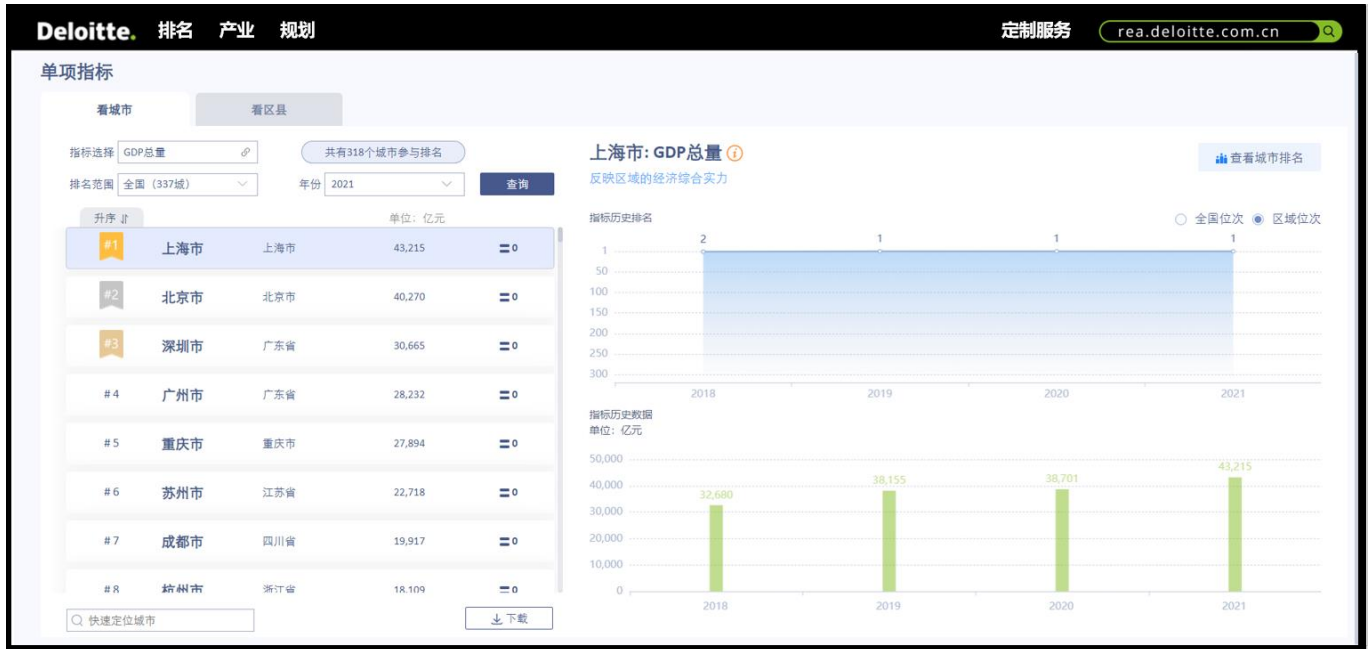 Deloitte. 排名 产业 规划 定制服务 rea.deloitte.com.cn
单项指标
看城市 看区县
指标选择 GDP总量 共有318个城市参与排名
排名范围 全国（337城） 年份 2021 查询
升序 单位：亿元
#1 上海市 上海市 43,215 0
#2 北京市 北京市 40,270 0
#3 深圳市 广东省 30,665 0
#4 广州市 广东省 28,232 0
#5 重庆市 重庆市 27,894 0
#6 苏州市 江苏省 22,718 0
#7 成都市 四川省 19,917 0
#8 杭州市 浙江省 18,109 0
快速定位城市 下载
上海市: GDP总量 查看城市排名
反映区域的经济综合实力
指标历史排名 全国位次 区域位次
2 1 1 1
1
50
100
150
200
250
300
2018 2019 2020 2021
指标历史数据
单位：亿元
50,000
40,000
30,000
20,000
10,000
0
32,680 38,155 38,701 43,215
2018 2019 2020 2021